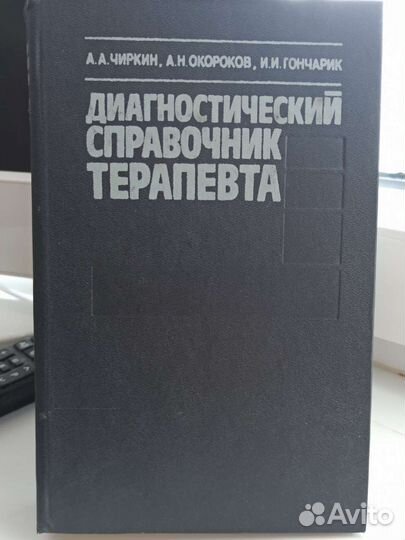 А.А.ЧИРКИН, А.Н.ОКОРОКОВ, И.И.ГОНЧАРИК
ДИАГНОСТИЧЕСКИЙ
СПРАВОЧНИК
ТЕРАПЕВТА
Avito